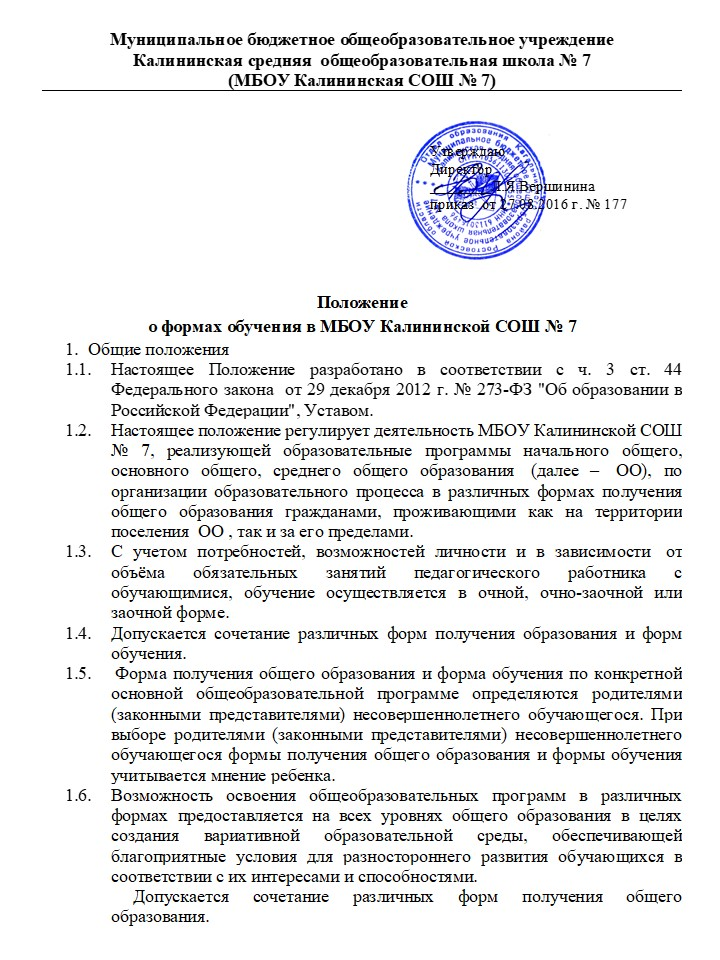 Муниципальное бюджетное общеобразовательное учреждение
Калининская средняя общеобразовательная школа № 7
(МБОУ Калининская СОШ № 7)
Утверждаю
Директор
Вершинина
приказ от 17.08.2016 г. № 177
Положение
о формах обучения в МБОУ Калининской СОШ № 7
1. Общие положения
1.1. Настоящее Положение разработано в соответствии с ч. 3 ст. 44
Федерального закона от 29 декабря 2012 г. № 273-ФЗ "Об образовании в
Российской Федерации", Уставом.
1.2. Настоящее положение регулирует деятельность МБОУ Калининской СОШ
№ 7, реализующей образовательные программы начального общего,
основного общего, среднего общего образования (далее – ОО), по
организации образовательного процесса в различных формах получения
общего образования гражданами, проживающими как на территории
поселения ОО , так и за его пределами.
1.3. С учетом потребностей, возможностей личности и в зависимости от
объёма обязательных занятий педагогического работника с
обучающимися, обучение осуществляется в очной, очно-заочной или
заочной форме.
1.4. Допускается сочетание различных форм получения образования и форм
обучения.
1.5. Форма получения общего образования и форма обучения по конкретной
основной общеобразовательной программе определяются родителями
(законными представителями) несовершеннолетнего обучающегося. При
выборе родителями (законными представителями) несовершеннолетнего
обучающегося формы получения общего образования и формы обучения
учитывается мнение ребенка.
1.6. Возможность освоения общеобразовательных программ в различных
формах предоставляется на всех уровнях общего образования в целях
создания вариативной образовательной среды, обеспечивающей
благоприятные условия для разностороннего развития обучающихся в
соответствии с их интересами и способностями.
Допускается сочетание различных форм получения общего
образования.